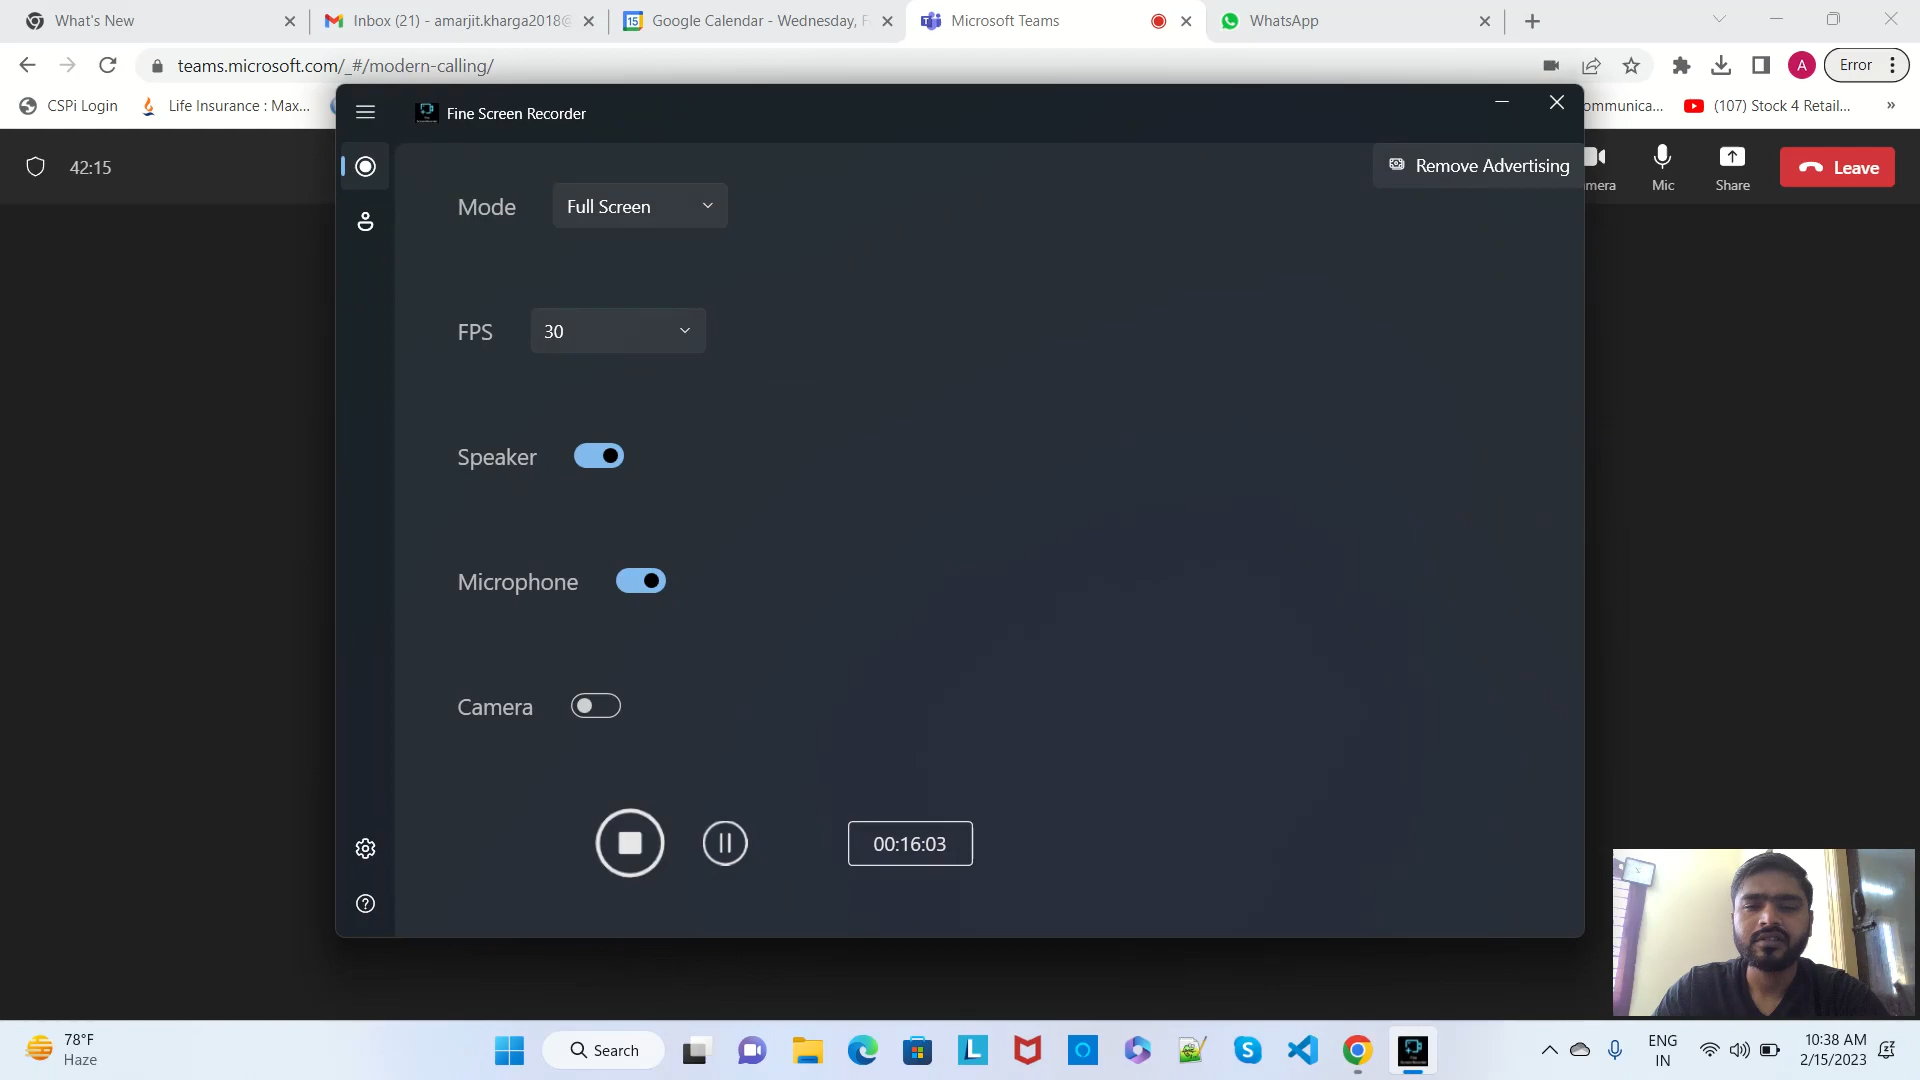 What's New
Inbox (21) - amarjit.kharga2018@
15
Google Calendar - Wednesday, F
Microsoft Teams
WhatsApp
teams.microsoft.com/_#/modern-calling/
A
Error
CSPi Login
Life Insurance : Max...
ommunica...
(107) Stock 4 Retail...
»
Fine Screen Recorder
42:15
Remove Advertising
mera
Mic
Share
Leave
Mode
Full Screen
FPS
30
Speaker
Microphone
Camera
00:16:03
78°F
Haze
Search
ENG
IN
10:38 AM
2/15/2023